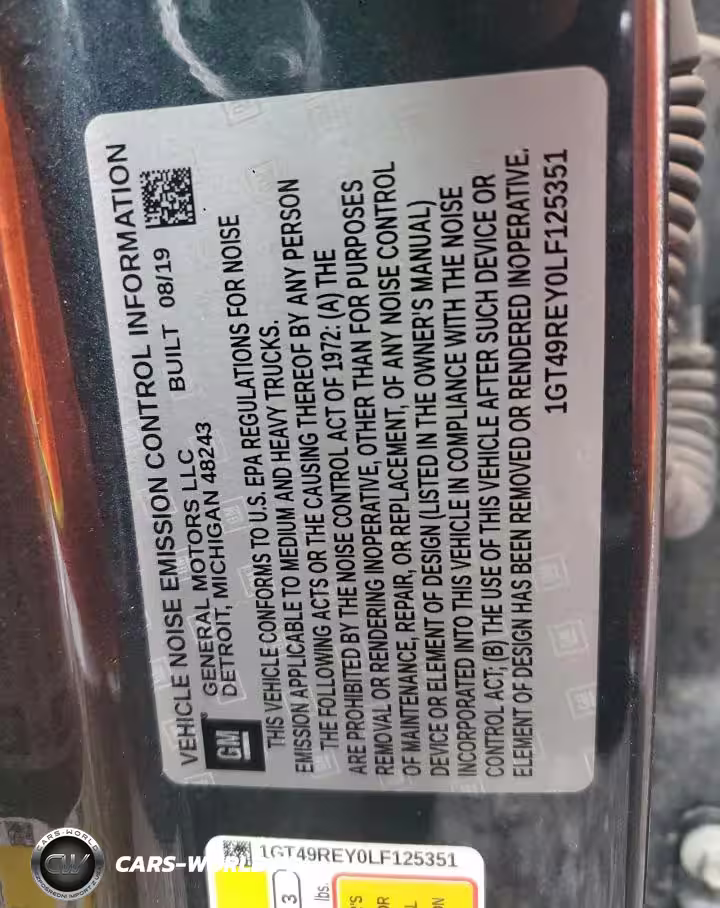 VEHICLE NOISE EMISSION CONTROL INFORMATION
GM
GENERAL MOTORS LLC
DETROIT, MICHIGAN 48243
BUILT 08/19
THIS VEHICLE CONFORMS TO U.S. EPA REGULATIONS FOR NOISE
EMISSION APPLICABLE TO MEDIUM AND HEAVY TRUCKS.
THE FOLLOWING ACTS OR THE CAUSING THEREOF BY ANY PERSON
ARE PROHIBITED BY THE NOISE CONTROL ACT OF 1972: (A) THE
REMOVAL OR RENDERING INOPERATIVE, OTHER THAN FOR PURPOSES
OF MAINTENANCE, REPAIR, OR REPLACEMENT, OF ANY NOISE CONTROL
DEVICE OR ELEMENT OF DESIGN (LISTED IN THE OWNER'S MANUAL)
INCORPORATED INTO THIS VEHICLE IN COMPLIANCE WITH THE NOISE
CONTROL ACT; (B) THE USE OF THIS VEHICLE AFTER SUCH DEVICE OR
ELEMENT OF DESIGN HAS BEEN REMOVED OR RENDERED INOPERATIVE.
1GT49REY0LF125351
1GT49REY0LF125351
3
lbs.
CARS-WORLD
CW
CARS-WORL